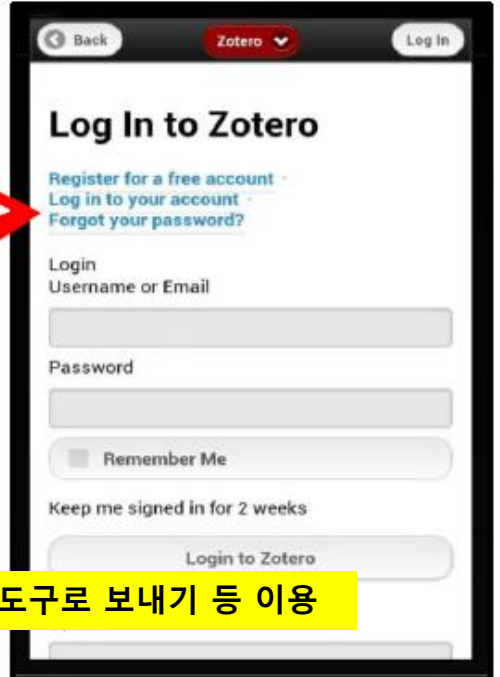 Back
Zotero
Log In
Log In to Zotero
Register for a free account ·
Log in to your account ·
Forgot your password?
Login
Username or Email
Password
Remember Me
Keep me signed in for 2 weeks
Login to Zotero
도구로 보내기 등 이용